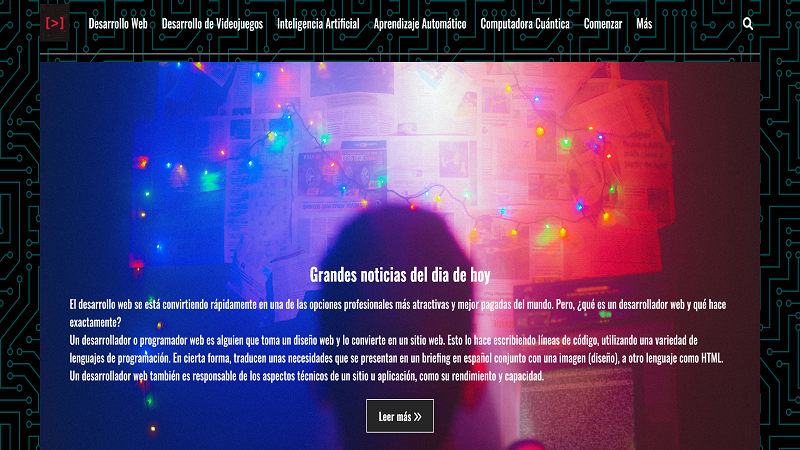 [>]
Desarrollo Web Desarrollo de Videojuegos Inteligencia Artificial Aprendizaje Automático Computadora Cuántica Comenzar Más
Grandes noticias del dia de hoy
El desarrollo web se está convirtiendo rápidamente en una de las opciones profesionales más atractivas y mejor pagadas del mundo. Pero, ¿qué es un desarrollador web y qué hace
exactamente?
Un desarrollador o programador web es alguien que toma un diseño web y lo convierte en un sitio web. Esto lo hace escribiendo líneas de código, utilizando una variedad de
lenguajes de programación. En cierta forma, traducen unas necesidades que se presentan en un briefing en español conjunto con una imagen (diseño), a otro lenguaje como HTML.
Un desarrollador web también es responsable de los aspectos técnicos de un sitio u aplicación, como su rendimiento y capacidad.
Leer más